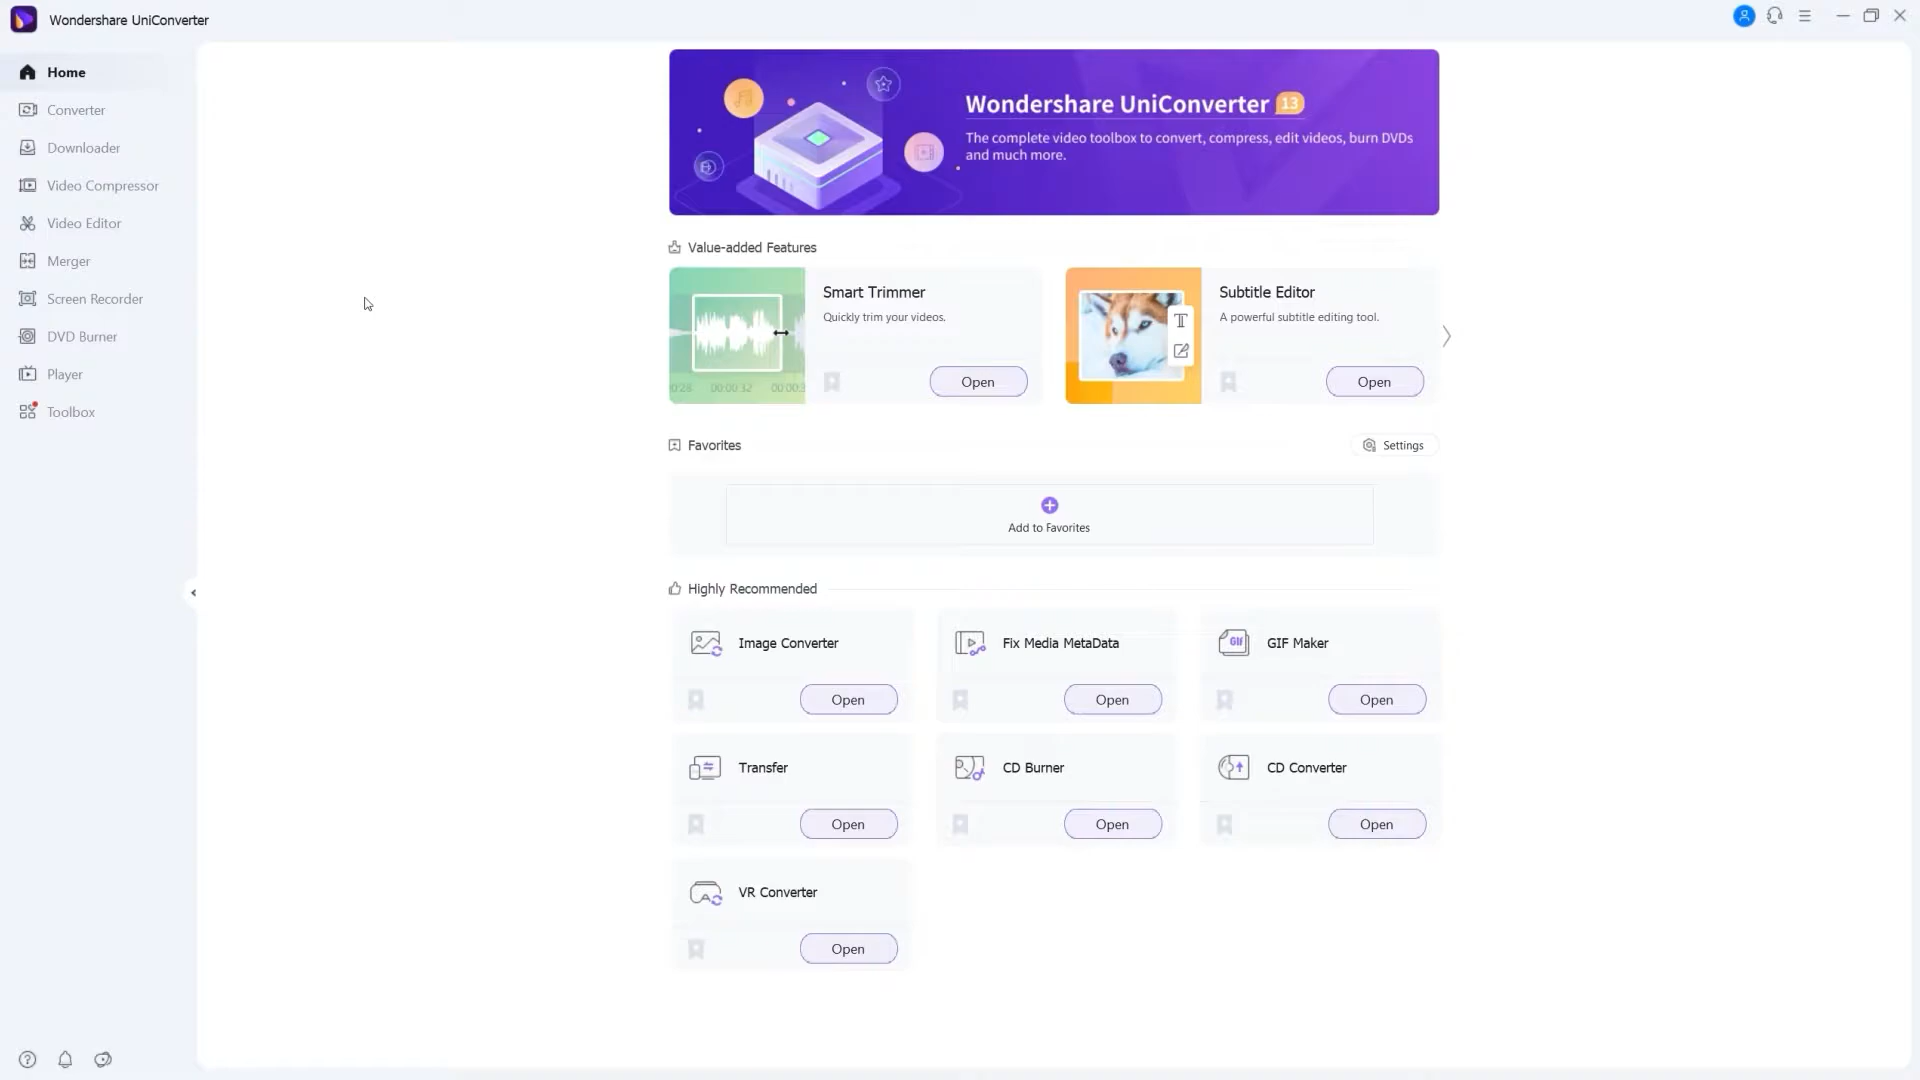 Wondershare UniConverter
Home
Converter
Downloader
Video Compressor
Video Editor
Merger
Screen Recorder
DVD Burner
Player
Toolbox
Wondershare UniConverter 13
The complete video toolbox to convert, compress, edit videos, burn DVDs
and much more.
Value-added Features
Smart Trimmer
Quickly trim your videos.
Open
00:00 32
Subtitle Editor
A powerful subtitle editing tool.
T
Open
Favorites
Settings
Add to Favorites
Highly Recommended
Image Converter
Open
Fix Media MetaData
Open
GIF
GIF Maker
Open
Transfer
Open
CD Burner
Open
CD Converter
Open
VR Converter
Open